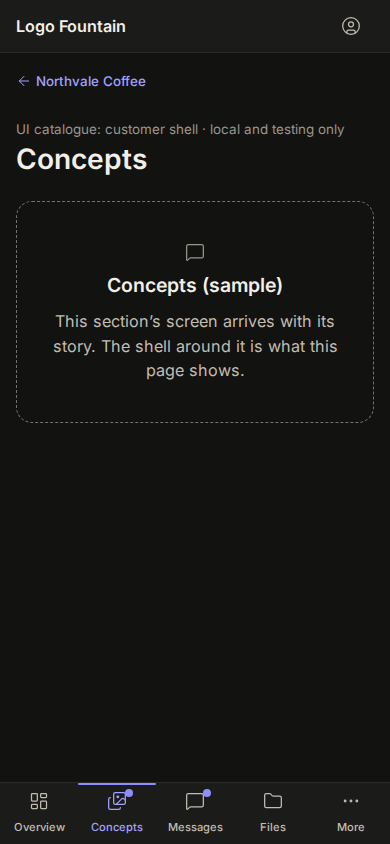 Logo Fountain
← Northvale Coffee
UI catalogue: customer shell · local and testing only
Concepts
Concepts (sample)
This section’s screen arrives with its
story. The shell around it is what this
page shows.
Overview
Concepts
Messages
Files
More